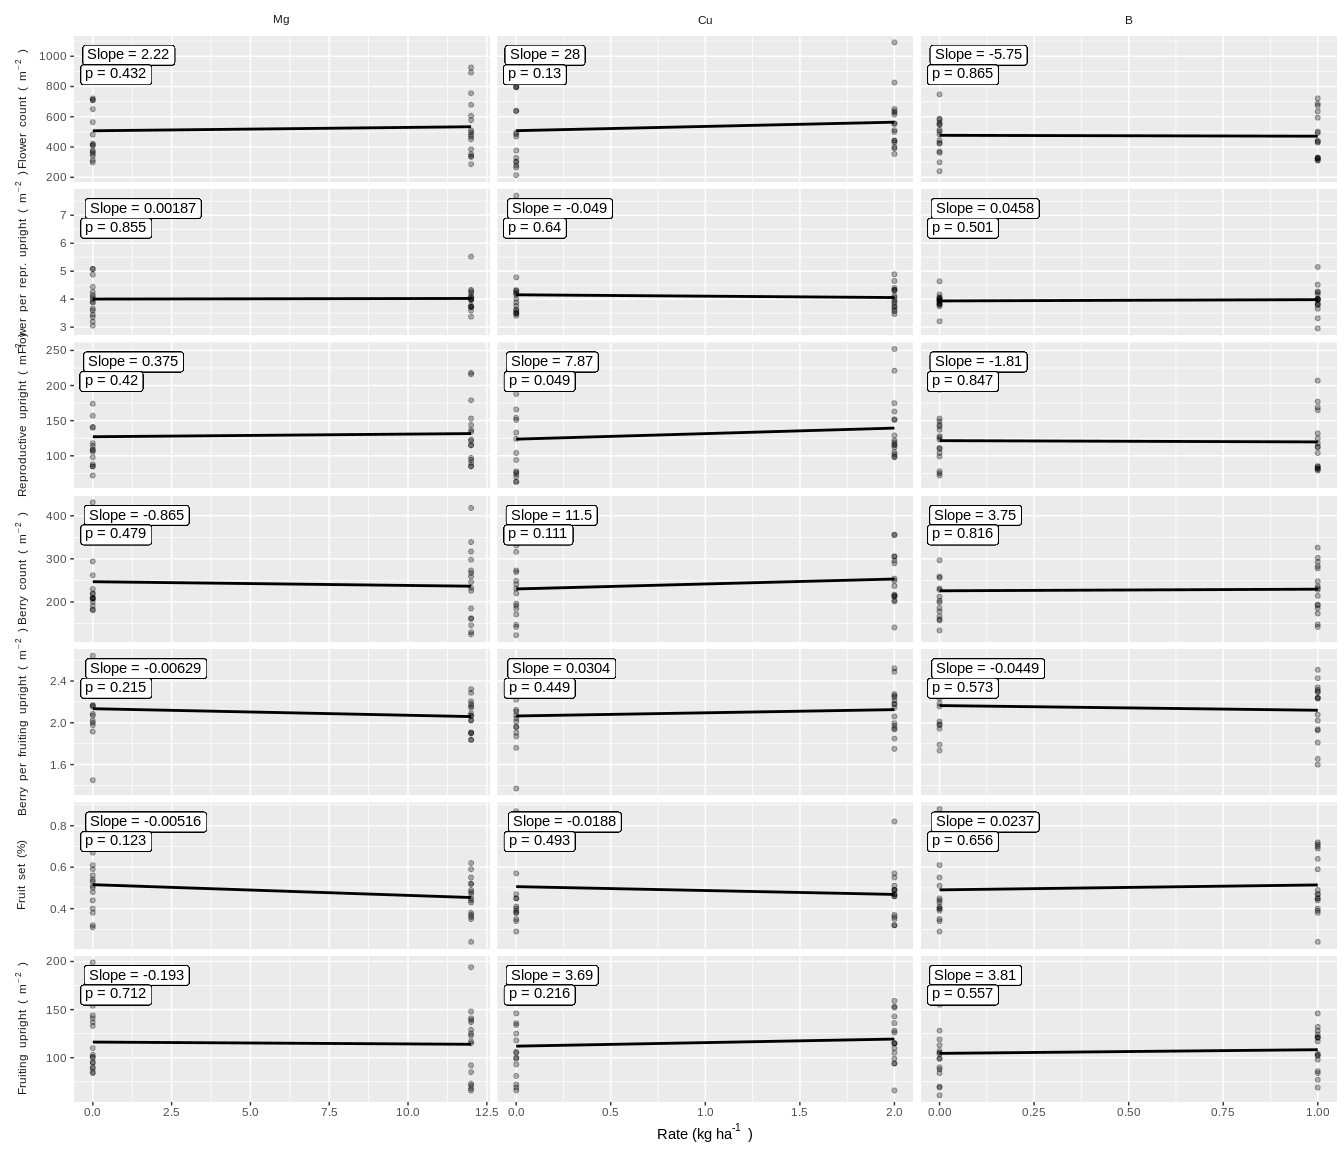 Mg Cu B
Flower count ( m⁻² )
1000
800
600
400
200
Slope = 2.22
p = 0.432
Slope = 28
p = 0.13
Slope = -5.75
p = 0.865
Flower per repr. upright ( m⁻² )
7
6
5
4
3
Slope = 0.00187
p = 0.855
Slope = -0.049
p = 0.64
Slope = 0.0458
p = 0.501
Reproductive upright ( m⁻² )
250
200
150
100
Slope = 0.375
p = 0.42
Slope = 7.87
p = 0.049
Slope = -1.81
p = 0.847
Berry count ( m⁻² )
400
300
200
Slope = -0.865
p = 0.479
Slope = 11.5
p = 0.111
Slope = 3.75
p = 0.816
Berry per fruiting upright ( m⁻² )
2.4
2.0
1.6
Slope = -0.00629
p = 0.215
Slope = 0.0304
p = 0.449
Slope = -0.0449
p = 0.573
Fruit set (%)
0.8
0.6
0.4
Slope = -0.00516
p = 0.123
Slope = -0.0188
p = 0.493
Slope = 0.0237
p = 0.656
Fruiting upright ( m⁻² )
200
150
100
Slope = -0.193
p = 0.712
Slope = 3.69
p = 0.216
Slope = 3.81
p = 0.557
0.0 2.5 5.0 7.5 10.0 12.5 0.0 0.5 1.0 1.5 2.0 0.00 0.25 0.50 0.75 1.00
Rate (kg ha⁻¹ )